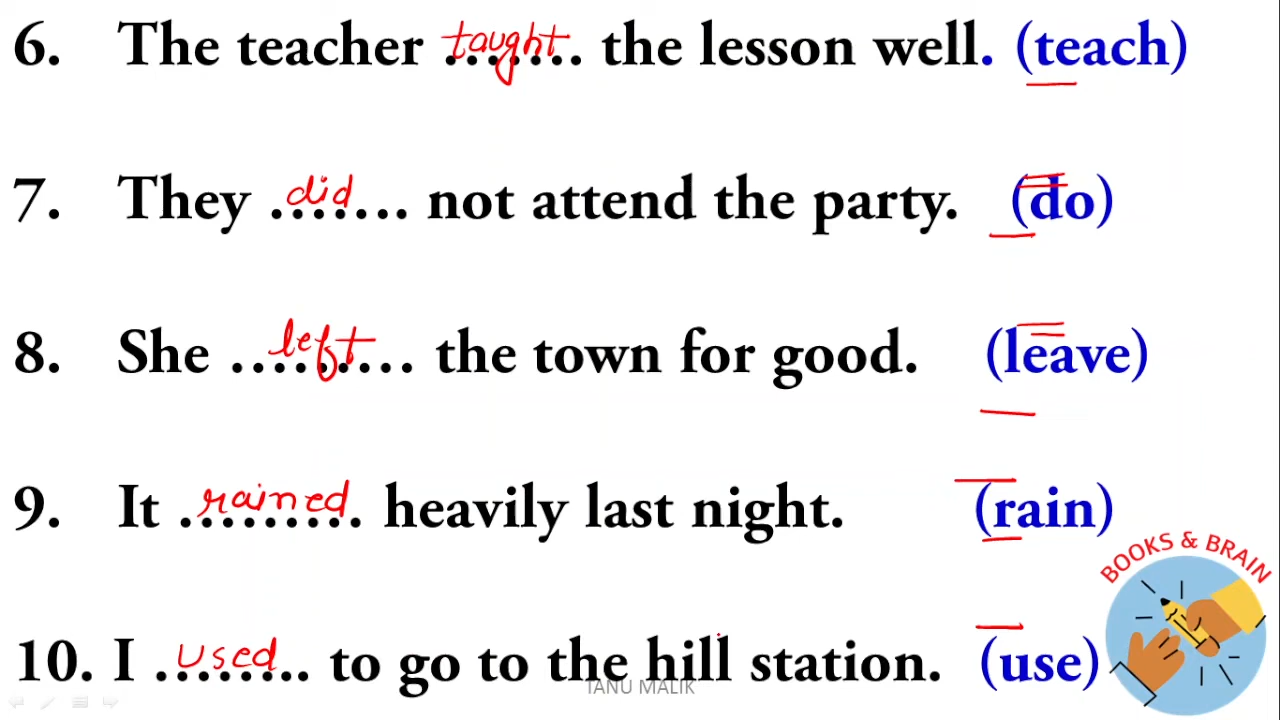 6. The teacher taught the lesson well. (teach)
7. They did not attend the party. (do)
8. She left the town for good. (leave)
9. It rained heavily last night. (rain)
BOOKS & BRAIN
10. I used to go to the hill station. (use)
TANU MALIK